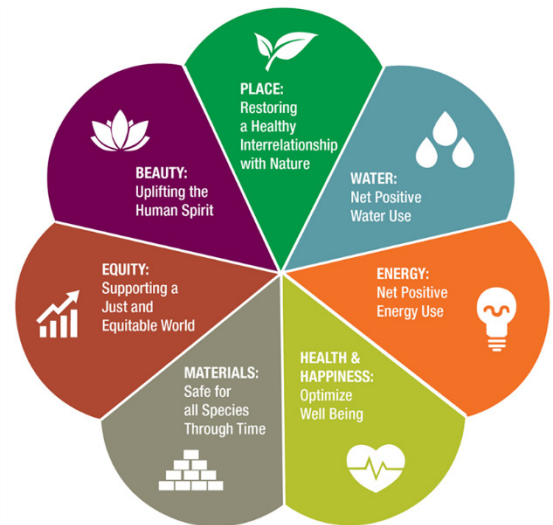 PLACE:
Restoring
a Healthy
Interrelationship
with Nature
WATER:
Net Positive
Water Use
ENERGY:
Net Positive
Energy Use
HEALTH &
HAPPINESS:
Optimize
Well Being
MATERIALS:
Safe for
all Species
Through Time
EQUITY:
Supporting a
Just and
Equitable World
BEAUTY:
Uplifting the
Human Spirit